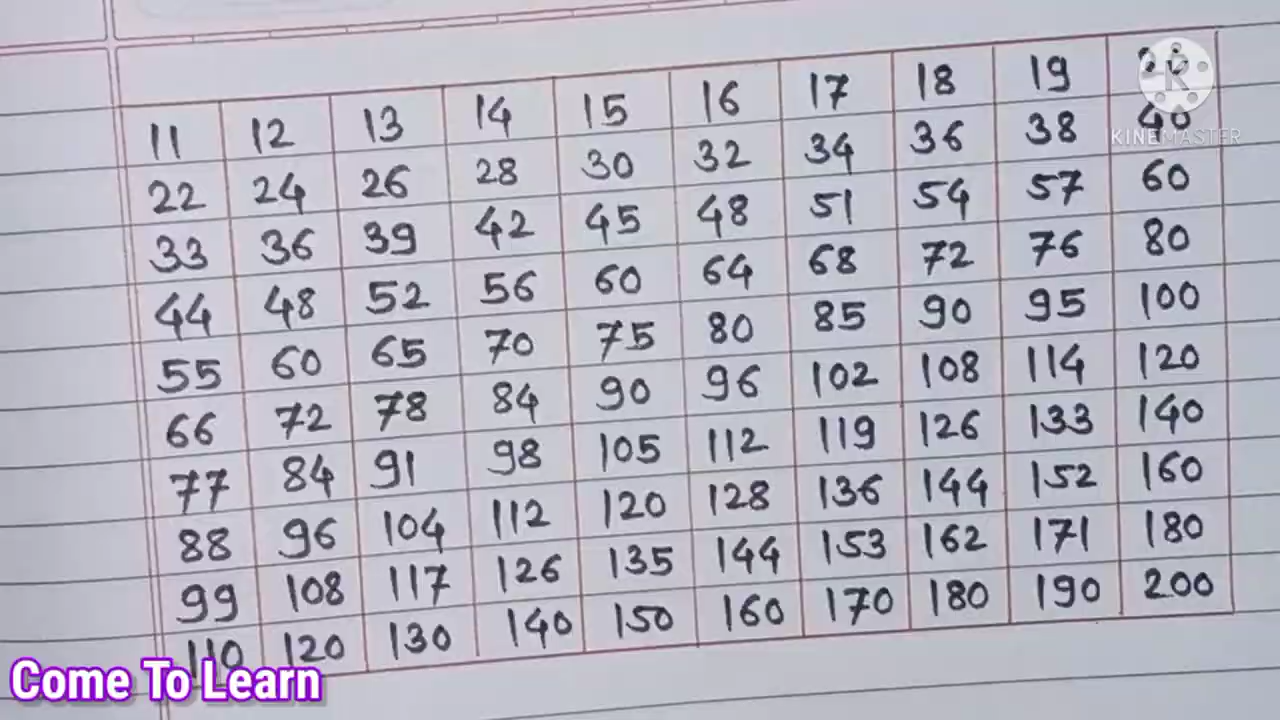 11 12 13 14 15 16 17 18 19
22 24 26 28 30 32 34 36 38 40
KINEMASTER
33 36 39 42 45 48 51 54 57 60
44 48 52 56 60 64 68 72 76 80
55 60 65 70 75 80 85 90 95 100
66 72 78 84 90 96 102 108 114 120
77 84 91 98 105 112 119 126 133 140
88 96 104 112 120 128 136 144 152 160
99 108 117 126 135 144 153 162 171 180
110 120 130 140 150 160 170 180 190 200
Come To Learn